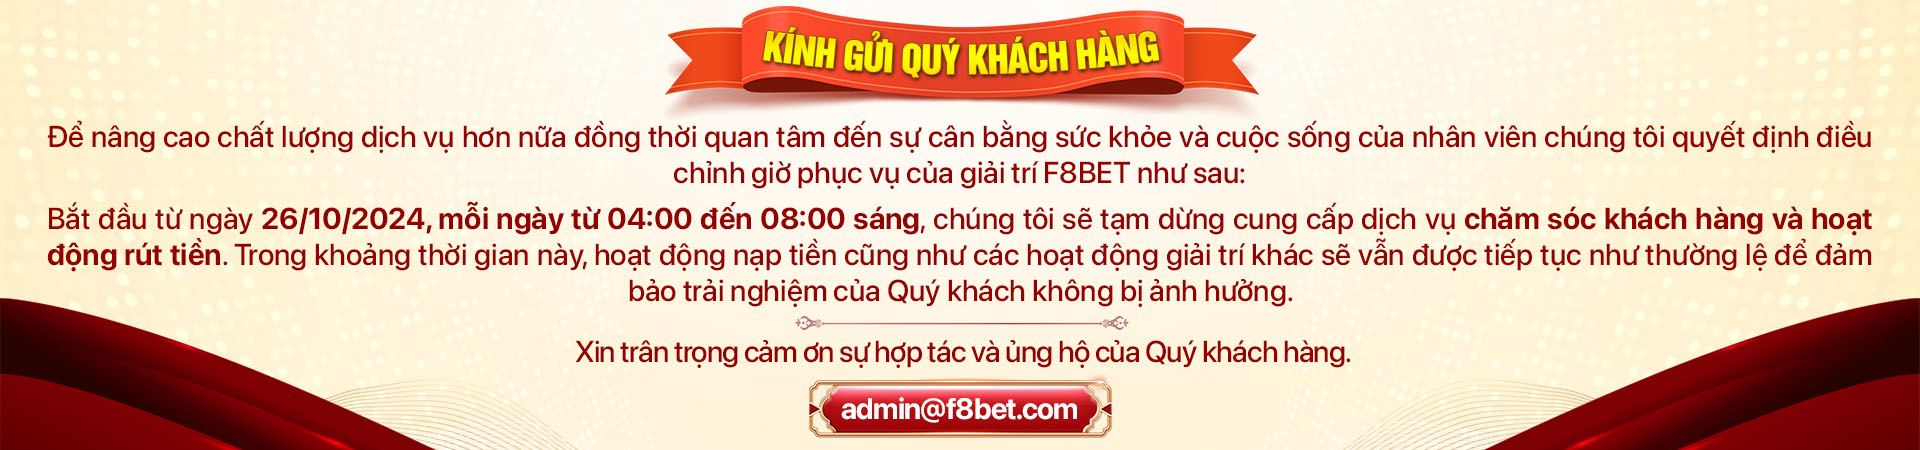 KÍNH GỬI QUÝ KHÁCH HÀNG
Để nâng cao chất lượng dịch vụ hơn nữa đồng thời quan tâm đến sự cân bằng sức khỏe và cuộc sống của nhân viên chúng tôi quyết định điều
chỉnh giờ phục vụ của giải trí F8BET như sau:
Bắt đầu từ ngày 26/10/2024, mỗi ngày từ 04:00 đến 08:00 sáng, chúng tôi sẽ tạm dừng cung cấp dịch vụ chăm sóc khách hàng và hoạt
động rút tiền. Trong khoảng thời gian này, hoạt động nạp tiền cũng như các hoạt động giải trí khác sẽ vẫn được tiếp tục như thường lệ để đảm
bảo trải nghiệm của Quý khách không bị ảnh hưởng.
Xin trân trọng cảm ơn sự hợp tác và ủng hộ của Quý khách hàng.
admin@f8bet.com